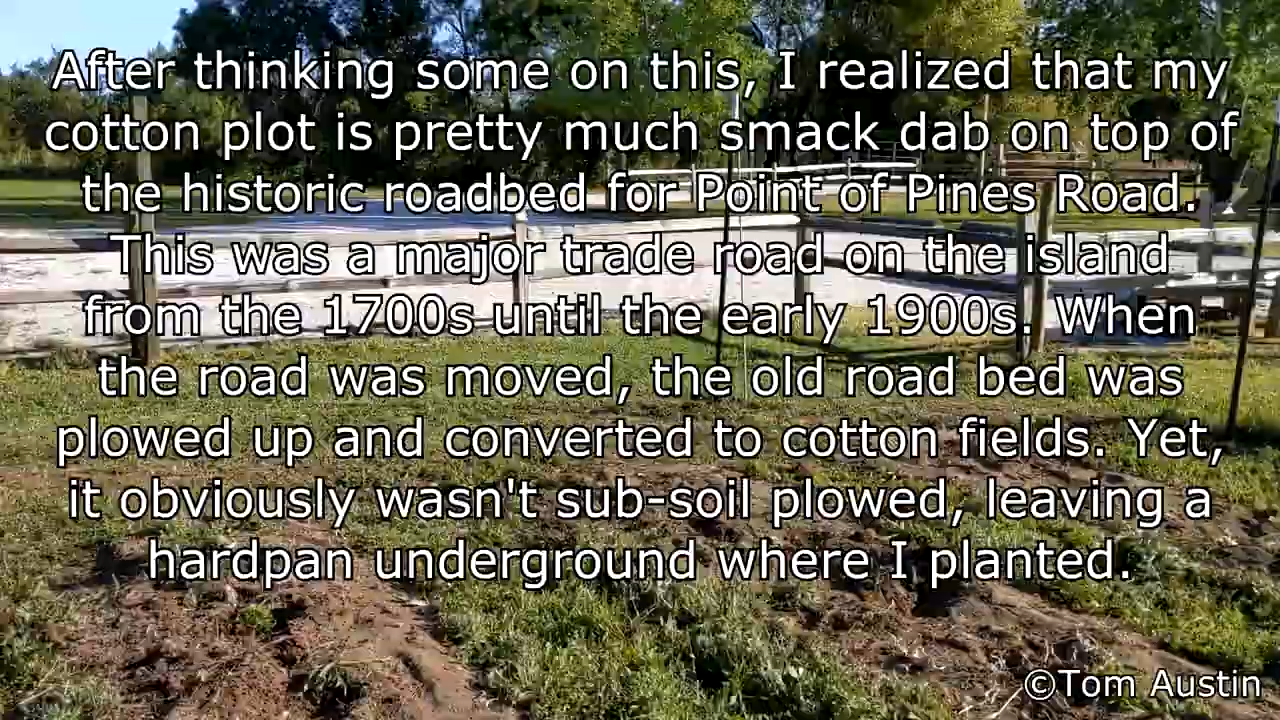 After thinking some on this, I realized that my
cotton plot is pretty much smack dab on top of
the historic roadbed for Point of Pines Road.
This was a major trade road on the island
from the 1700s until the early 1900s. When
the road was moved, the old road bed was
plowed up and converted to cotton fields. Yet,
it obviously wasn't sub-soil plowed, leaving a
hardpan underground where I planted.
©Tom Austin